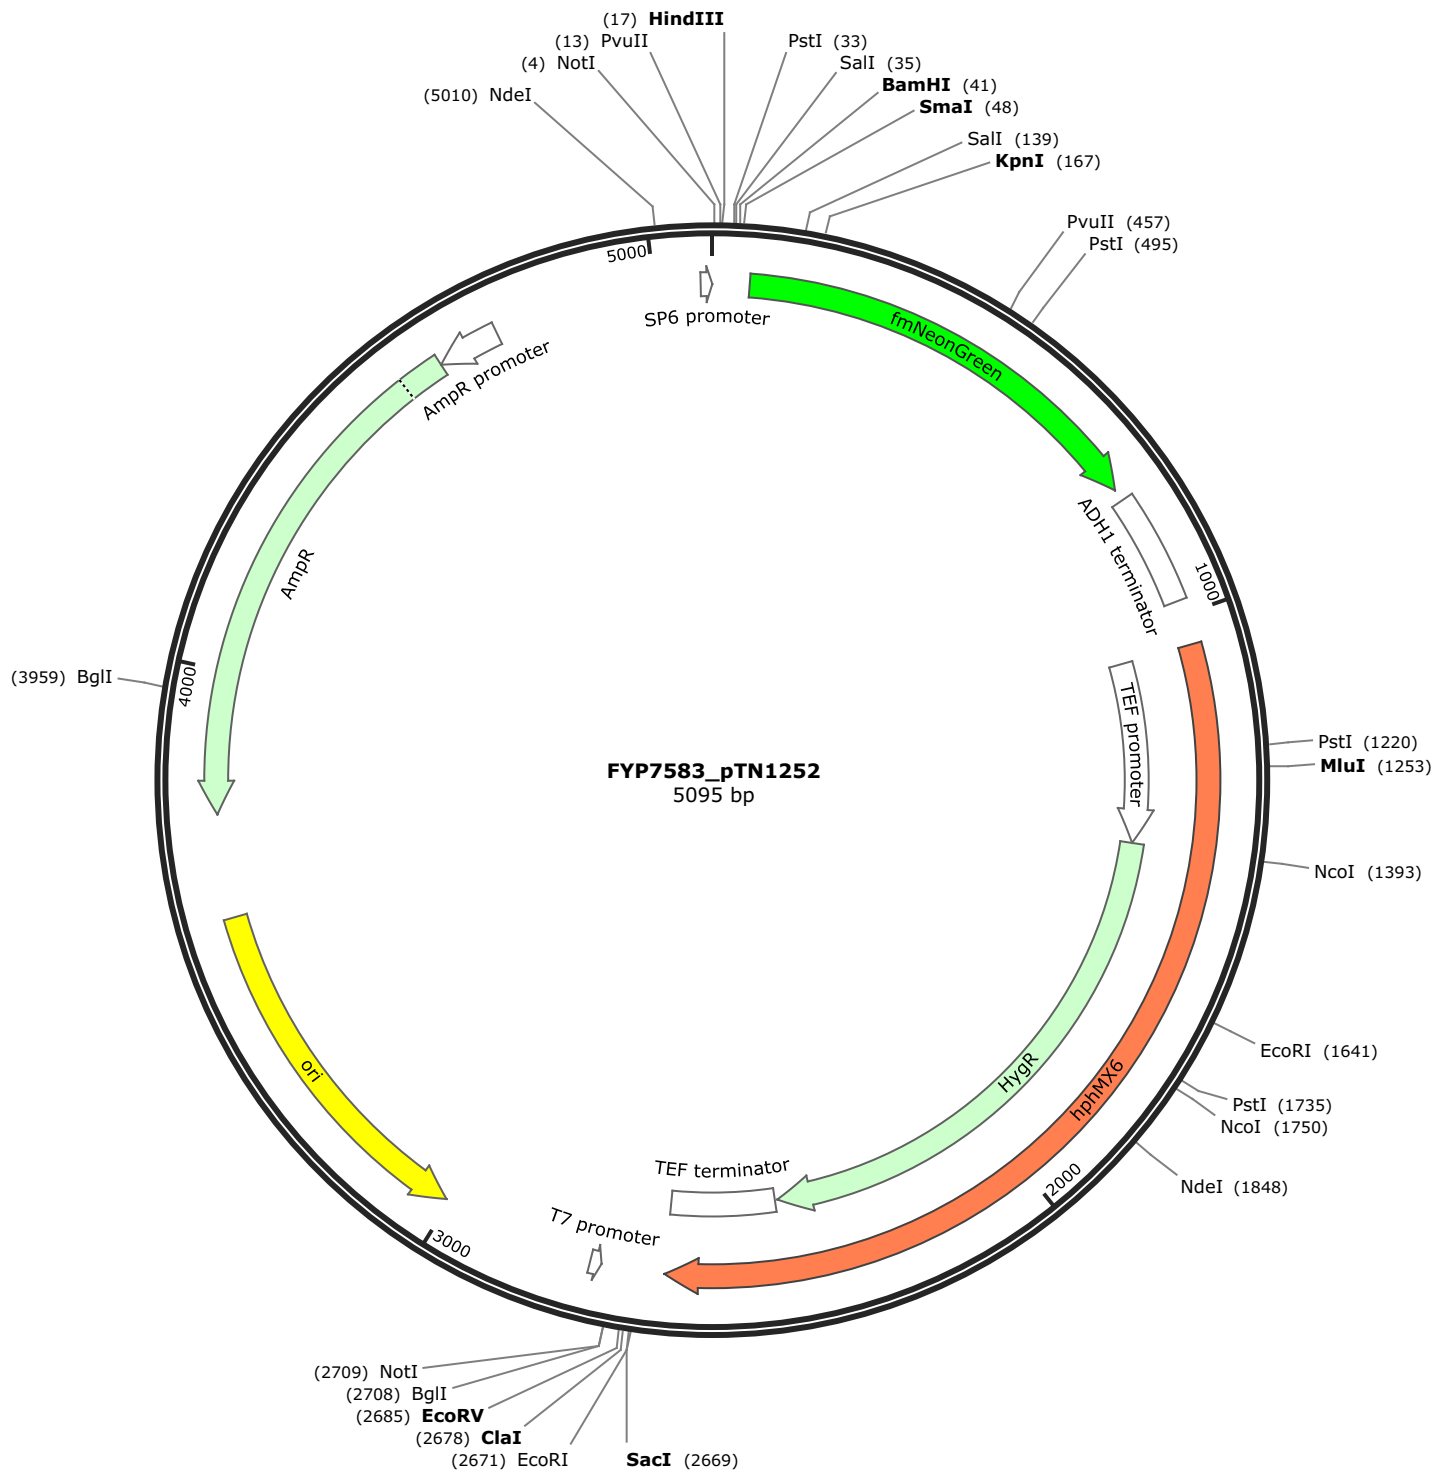 (17) HindIII
(13) PvuII
(4) NotI
(5010) NdeI
PstI (33)
SalI (35)
BamHI (41)
SmaI (48)
SalI (139)
KpnI (167)
PvuII (457)
PstI (495)
5000
SP6 promoter
fmNeonGreen
AmpR promoter
ADH1 terminator
1000
AmpR
TEF promoter
(3959) BglI
4000
FYP7583_pTN1252
5095 bp
PstI (1220)
MluI (1253)
NcoI (1393)
EcoRI (1641)
HygR
hphMX6
ori
PstI (1735)
NcoI (1750)
NdeI (1848)
TEF terminator
2000
T7 promoter
3000
(2709) NotI
(2708) BglI
(2685) EcoRV
(2678) ClaI
(2671) EcoRI
SacI (2669)